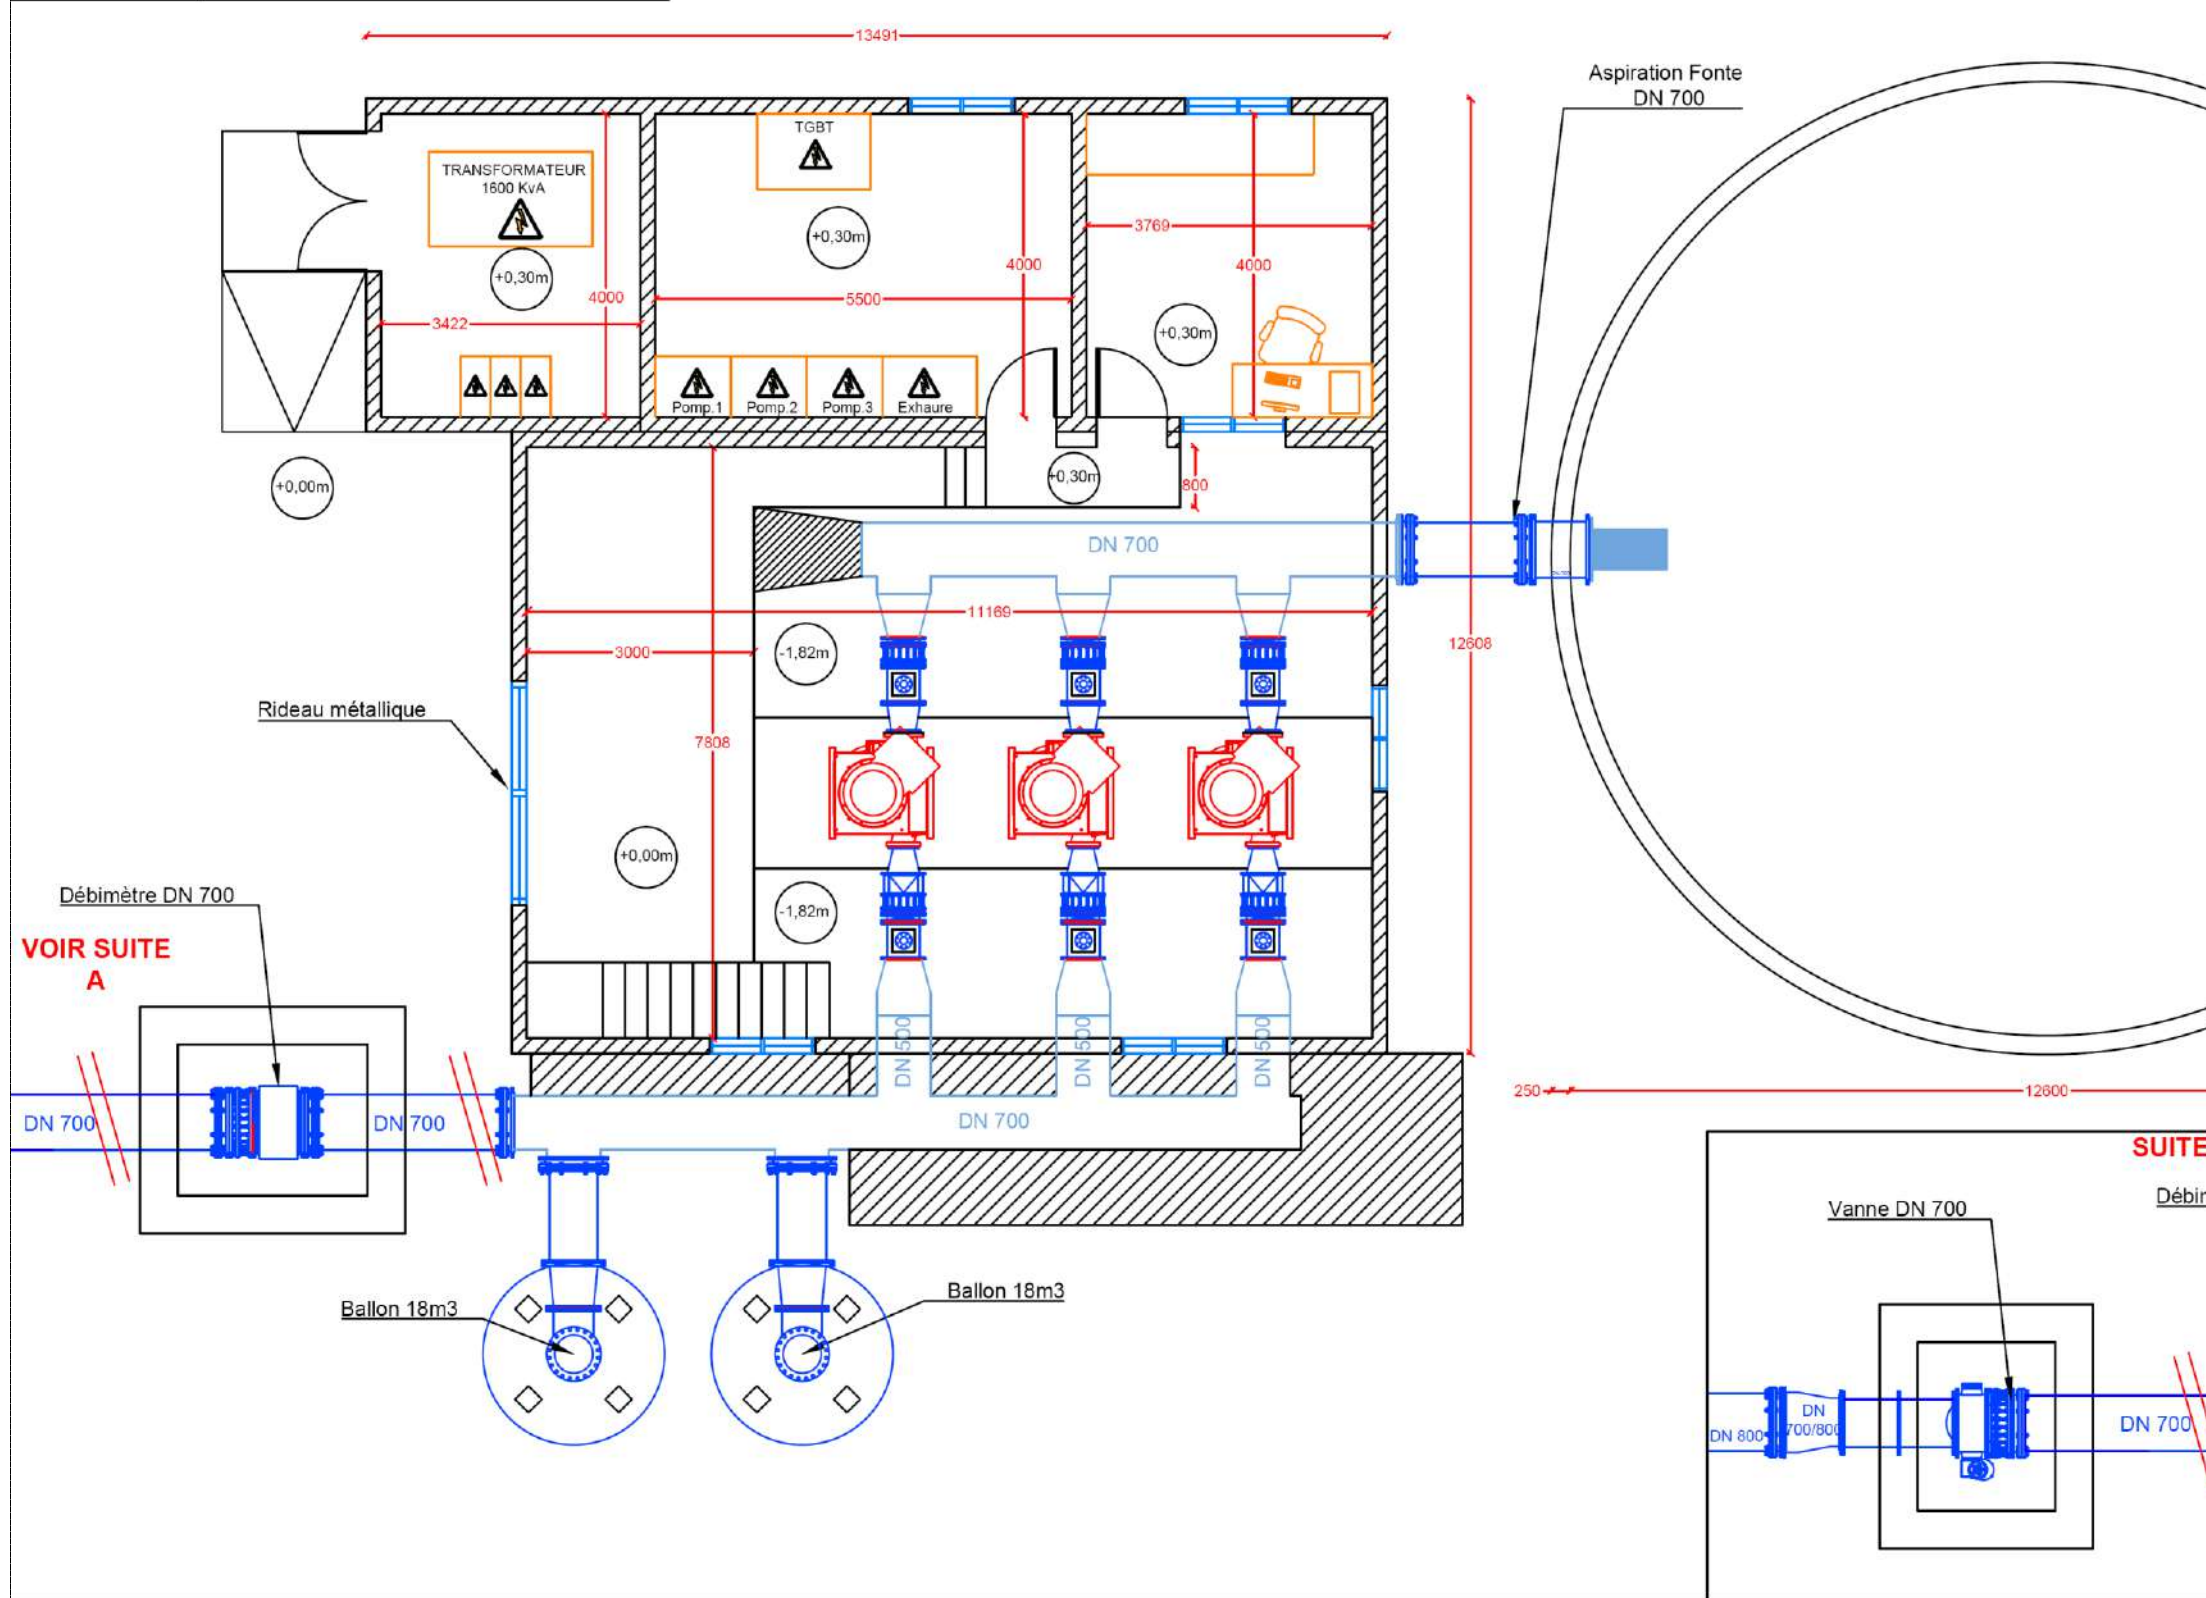 13491
Aspiration Fonte
DN 700
TGBT
TRANSFORMATEUR
1600 KvA
+0,30m
+0,30m
3769
4000
4000
4000
5500
3422
+0,30m
Pomp.1
Pomp.2
Pomp.3
Exhaure
+0,00m
+0,30m
800
DN 700
11169
3000
-1,82m
12608
Rideau métallique
7808
+0,00m
Débimètre DN 700
-1,82m
VOIR SUITE
A
DN 500
DN 500
DN 500
250
12600
DN 700
DN 700
DN 700
SUITE
Vanne DN 700
Débi
Ballon 18m3
Ballon 18m3
DN 800
DN
700/800
DN 700